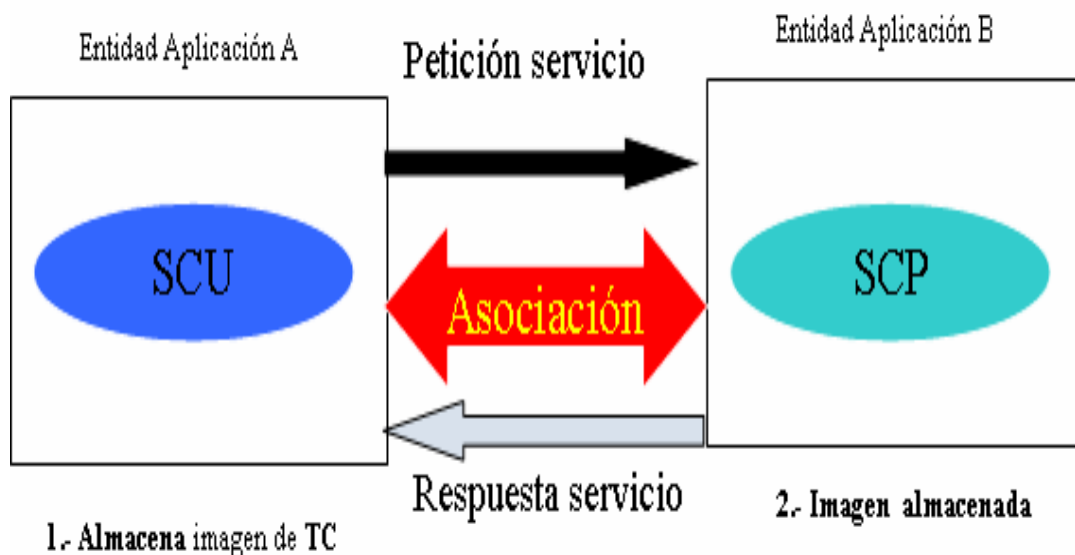 Entidad Aplicación A
Petición servicio
Entidad Aplicación B
SCU
Asociación
SCP
Respuesta servicio
1.- Almacena imagen de TC
2.- Imagen almacenada